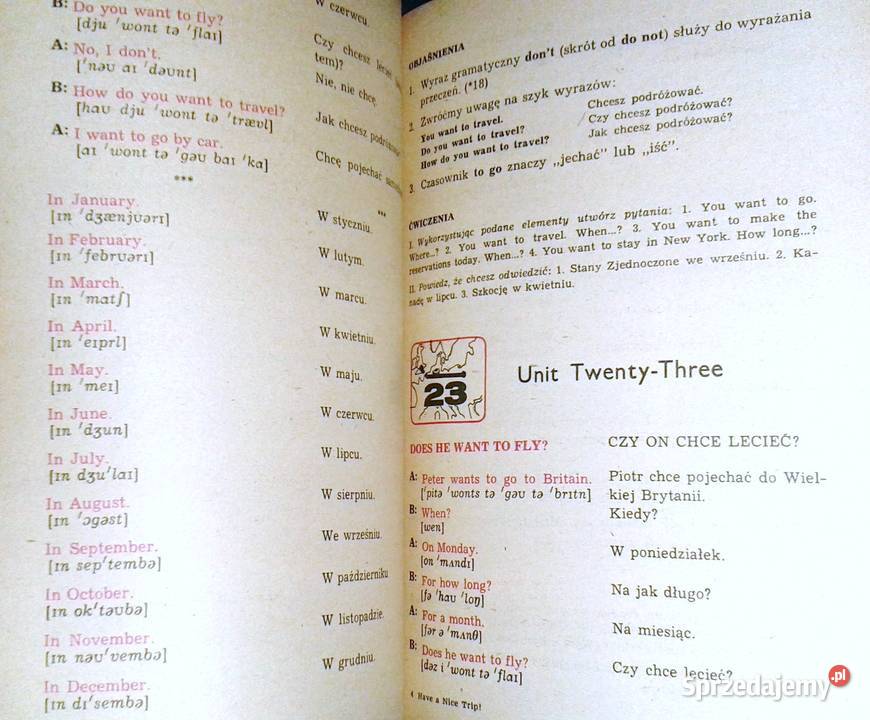 B: Do you want to fly?
[dju 'wont tə 'flaɪ]
A: No, I don't.
['nəʊ aɪ 'dəʊnt]
B: How do you want to travel?
[haʊ dju 'wont tə 'trævl]
A: I want to go by car.
[aɪ 'wont tə 'gəʊ baɪ 'ka]
***
In January.
[ɪn 'dʒænjʊərɪ]
In February.
[ɪn 'febrʊərɪ]
In March.
[ɪn 'matʃ]
In April.
[ɪn 'eɪprl]
In May.
[ɪn 'meɪ]
In June.
[ɪn 'dʒun]
In July.
[ɪn dʒu'laɪ]
In August.
[ɪn 'ɔgəst]
In September.
[ɪn sep'tembə]
In October.
[ɪn ok'təʊbə]
In November.
[ɪn nəʊ'vembə]
In December.
[ɪn dɪ'sembə]
W czerwcu.
Czy chcesz lecieć
tem)?
Nie, nie chcę.
Jak chcesz podróżować
Chcę pojechać
***
W styczniu.
W lutym.
W marcu.
W kwietniu.
W maju.
W czerwcu.
W lipcu.
W sierpniu.
We wrześniu.
W październiku
W listopadzie.
W grudniu.
OBJAŚNIENIA
1. Wyraz gramatyczny don't (skrót od do not) służy do wyrażania
przeczeń. (*18)
2. Zwróćmy uwagę na szyk wyrazów:
You want to travel. Chcesz podróżować.
Do you want to travel? Czy chcesz podróżować?
How do you want to travel? Jak chcesz podróżować?
3. Czasownik to go znaczy „jechać" lub „iść".
ĆWICZENIA
I. Wykorzystując podane elementy utwórz pytania: 1. You want to go.
Where...? 2. You want to travel. When...? 3. You want to make the
reservations today. When...? 4. You want to stay in New York. How long...?
II. Powiedz, że chcesz odwiedzić: 1. Stany Zjednoczone we wrześniu. 2. Ka-
nadę w lipcu. 3. Szkocję w kwietniu.
23
Unit Twenty-Three
DOES HE WANT TO FLY? CZY ON CHCE LECIEĆ?
A: Peter wants to go to Britain. Piotr chce pojechać do Wiel-
['pitə 'wonts tə 'gəʊ tə 'brɪtn] kiej Brytanii.
B: When? Kiedy?
[wen]
A: On Monday. W poniedziałek.
[on 'mʌndɪ]
B: For how long? Na jak długo?
[fə 'haʊ 'loŋ]
A: For a month. Na miesiąc.
[fər ə 'mʌnθ]
B: Does he want to fly? Czy chce lecieć?
[dəz i 'wont tə 'flaɪ]
4 Have a Nice Trip!
Sprzedajemy.pl